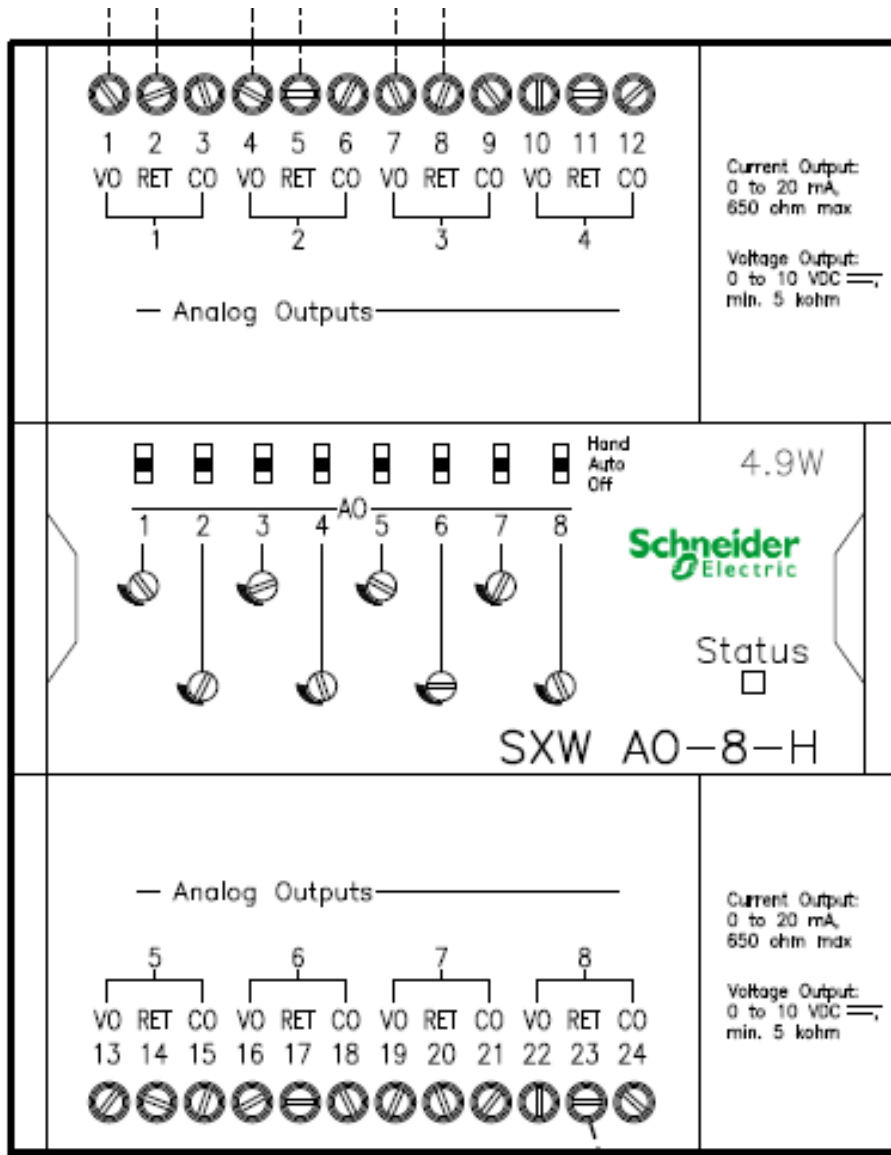 1 2 3 4 5 6 7 8 9 10 11 12
VO RET CO VO RET CO VO RET CO VO RET CO
1 2 3 4
Analog Outputs
Current Output:
0 to 20 mA,
650 ohm max
Voltage Output:
0 to 10 VDC
min. 5 kohm
Hand
Auto
Off
4.9W
AO
1 2 3 4 5 6 7 8
Schneider
Electric
Status
SXW AO-8-H
Analog Outputs
5 6 7 8
VO RET CO VO RET CO VO RET CO VO RET CO
13 14 15 16 17 18 19 20 21 22 23 24
Current Output:
0 to 20 mA,
650 ohm max
Voltage Output:
0 to 10 VDC
min. 5 kohm